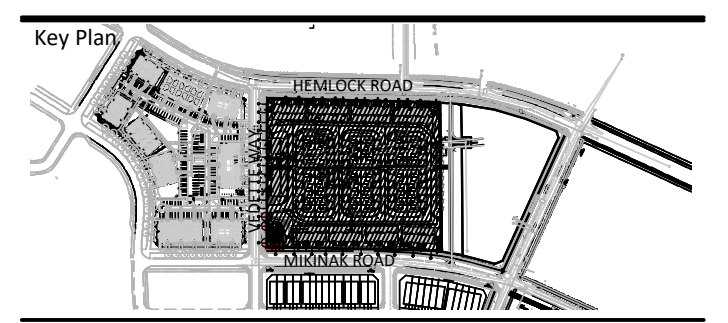 Key Plan
HEMLOCK ROAD
VEDETTE WAY
MIKINAK ROAD